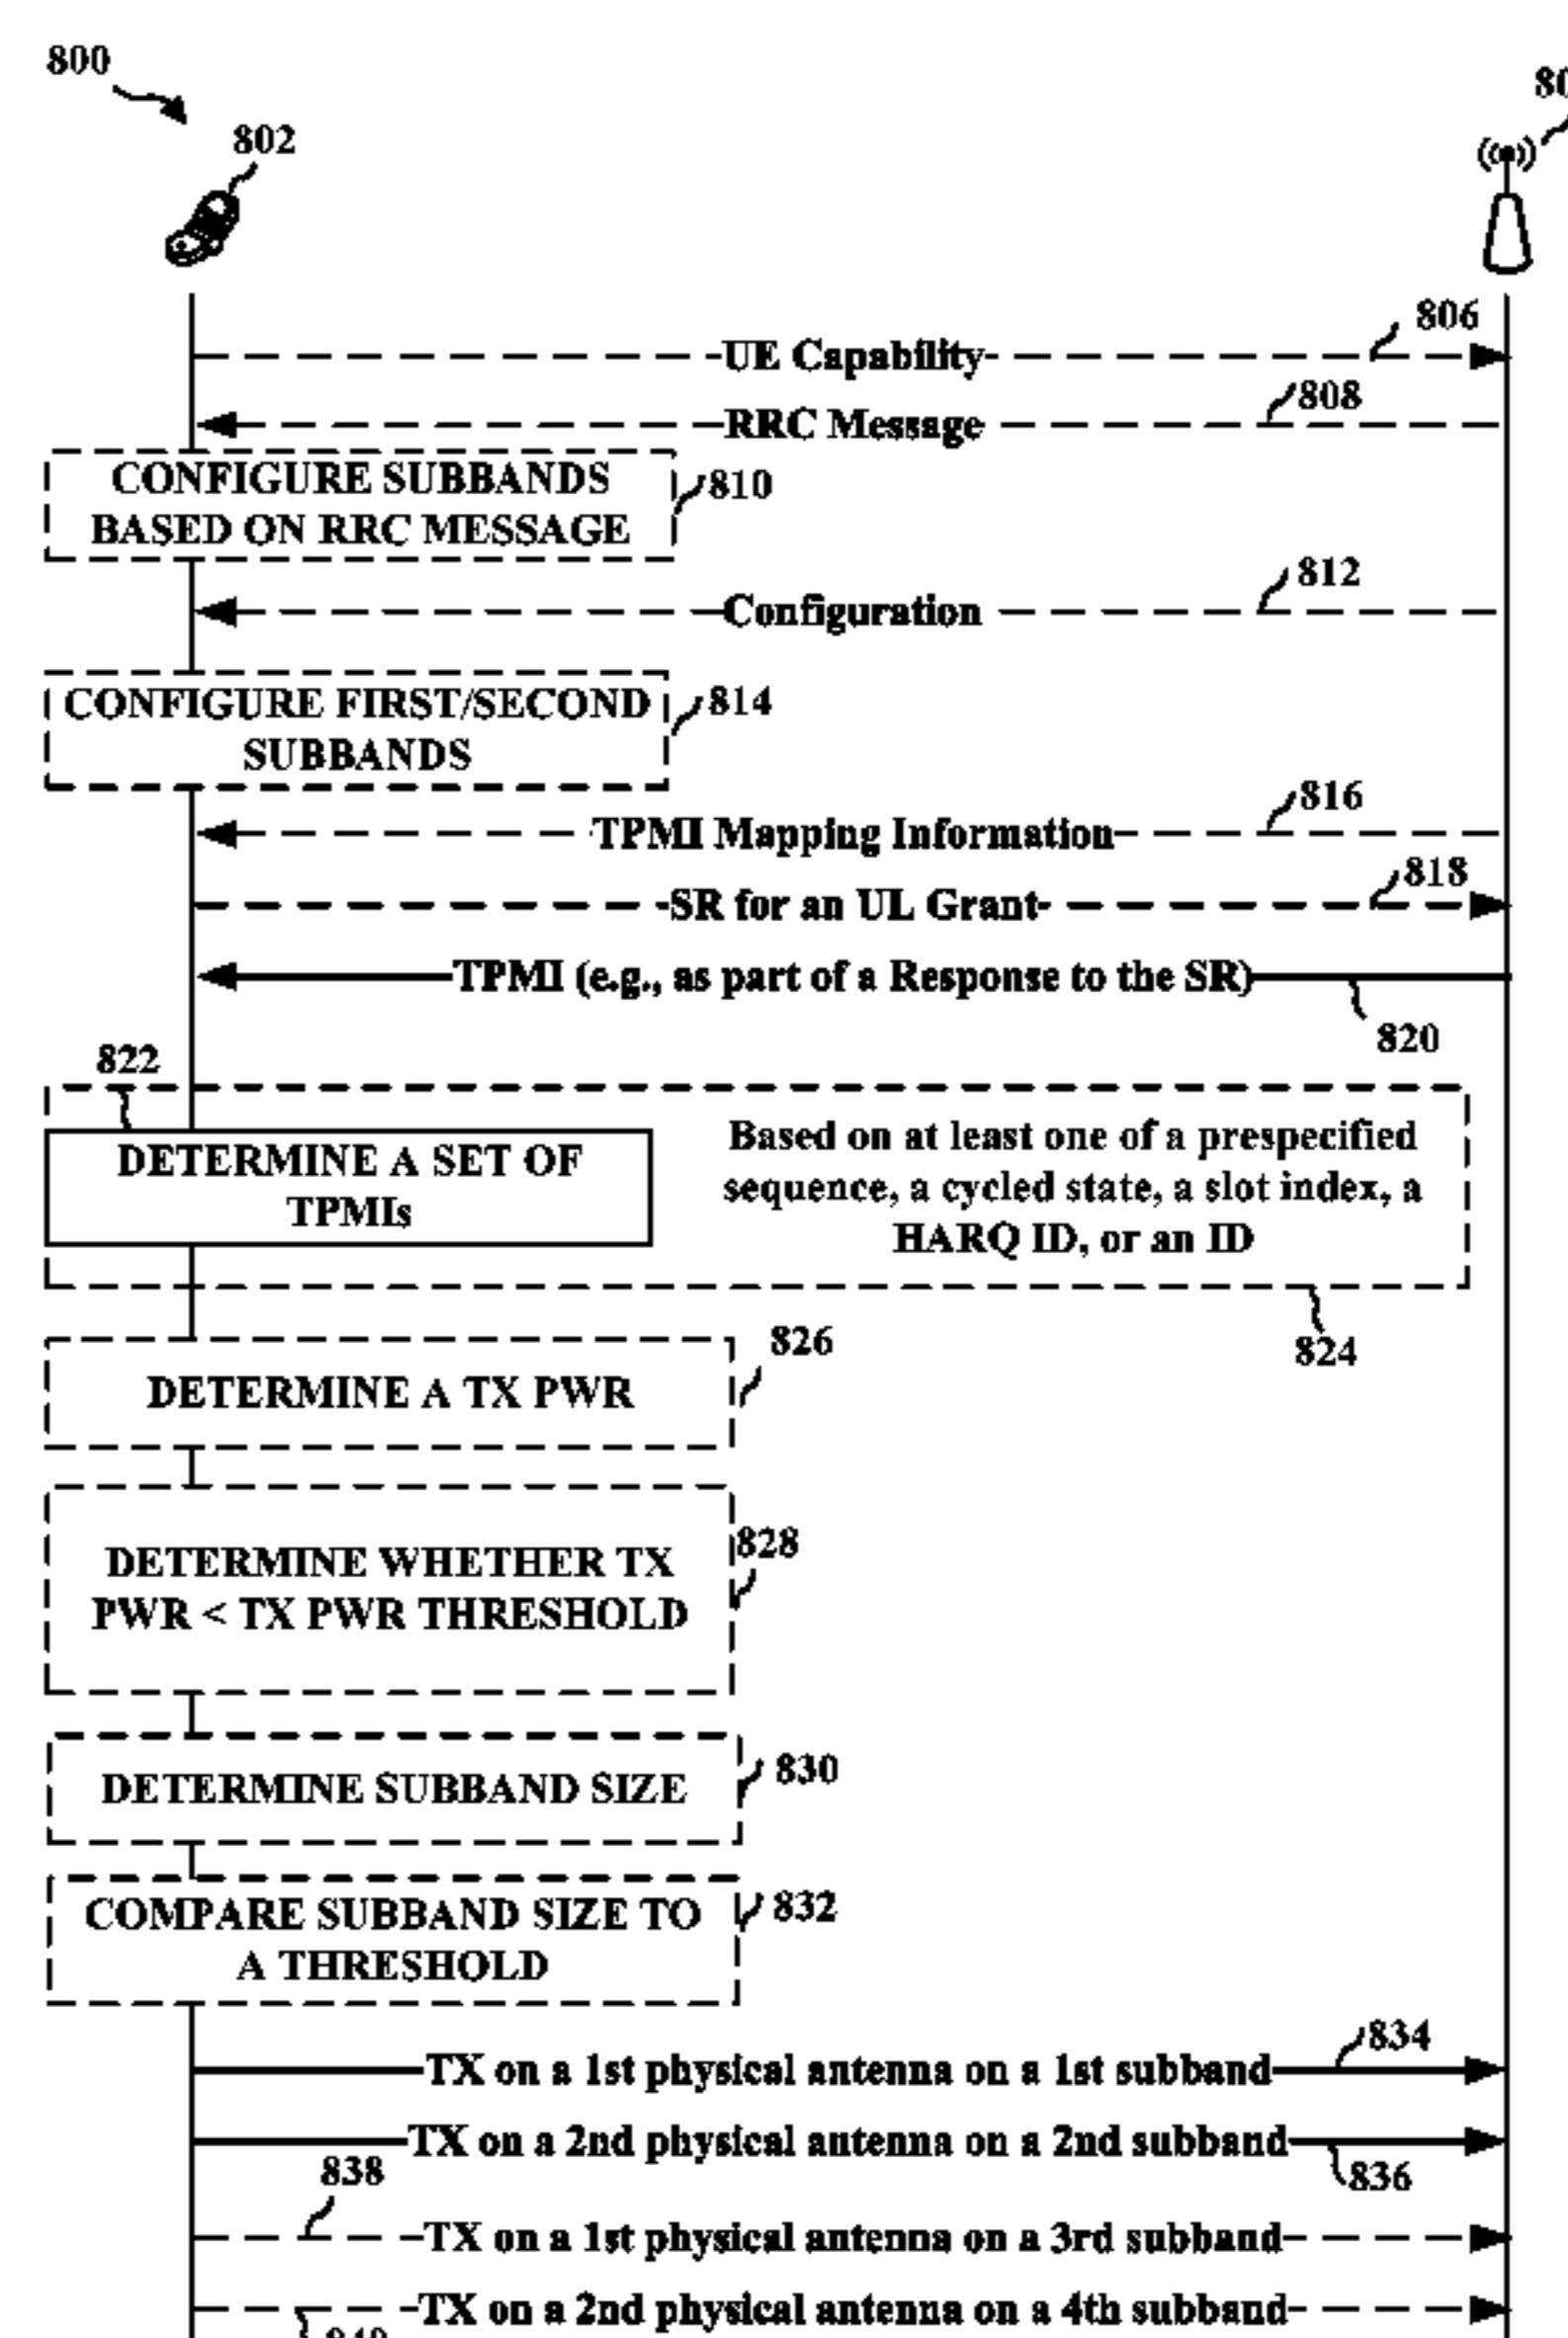 800
802
UE Capability
806
RRC Message
808
CONFIGURE SUBBANDS
BASED ON RRC MESSAGE
810
Configuration
812
CONFIGURE FIRST/SECOND
SUBBANDS
814
TPMI Mapping Information
816
SR for an UL Grant
818
TPMI (e.g., as part of a Response to the SR)
820
822
DETERMINE A SET OF
TPMIs
Based on at least one of a prespecified
sequence, a cycled state, a slot index, a
HARQ ID, or an ID
824
DETERMINE A TX PWR
826
DETERMINE WHETHER TX
PWR < TX PWR THRESHOLD
828
DETERMINE SUBBAND SIZE
830
COMPARE SUBBAND SIZE TO
A THRESHOLD
832
TX on a 1st physical antenna on a 1st subband
834
TX on a 2nd physical antenna on a 2nd subband
836
838
TX on a 1st physical antenna on a 3rd subband
TX on a 2nd physical antenna on a 4th subband